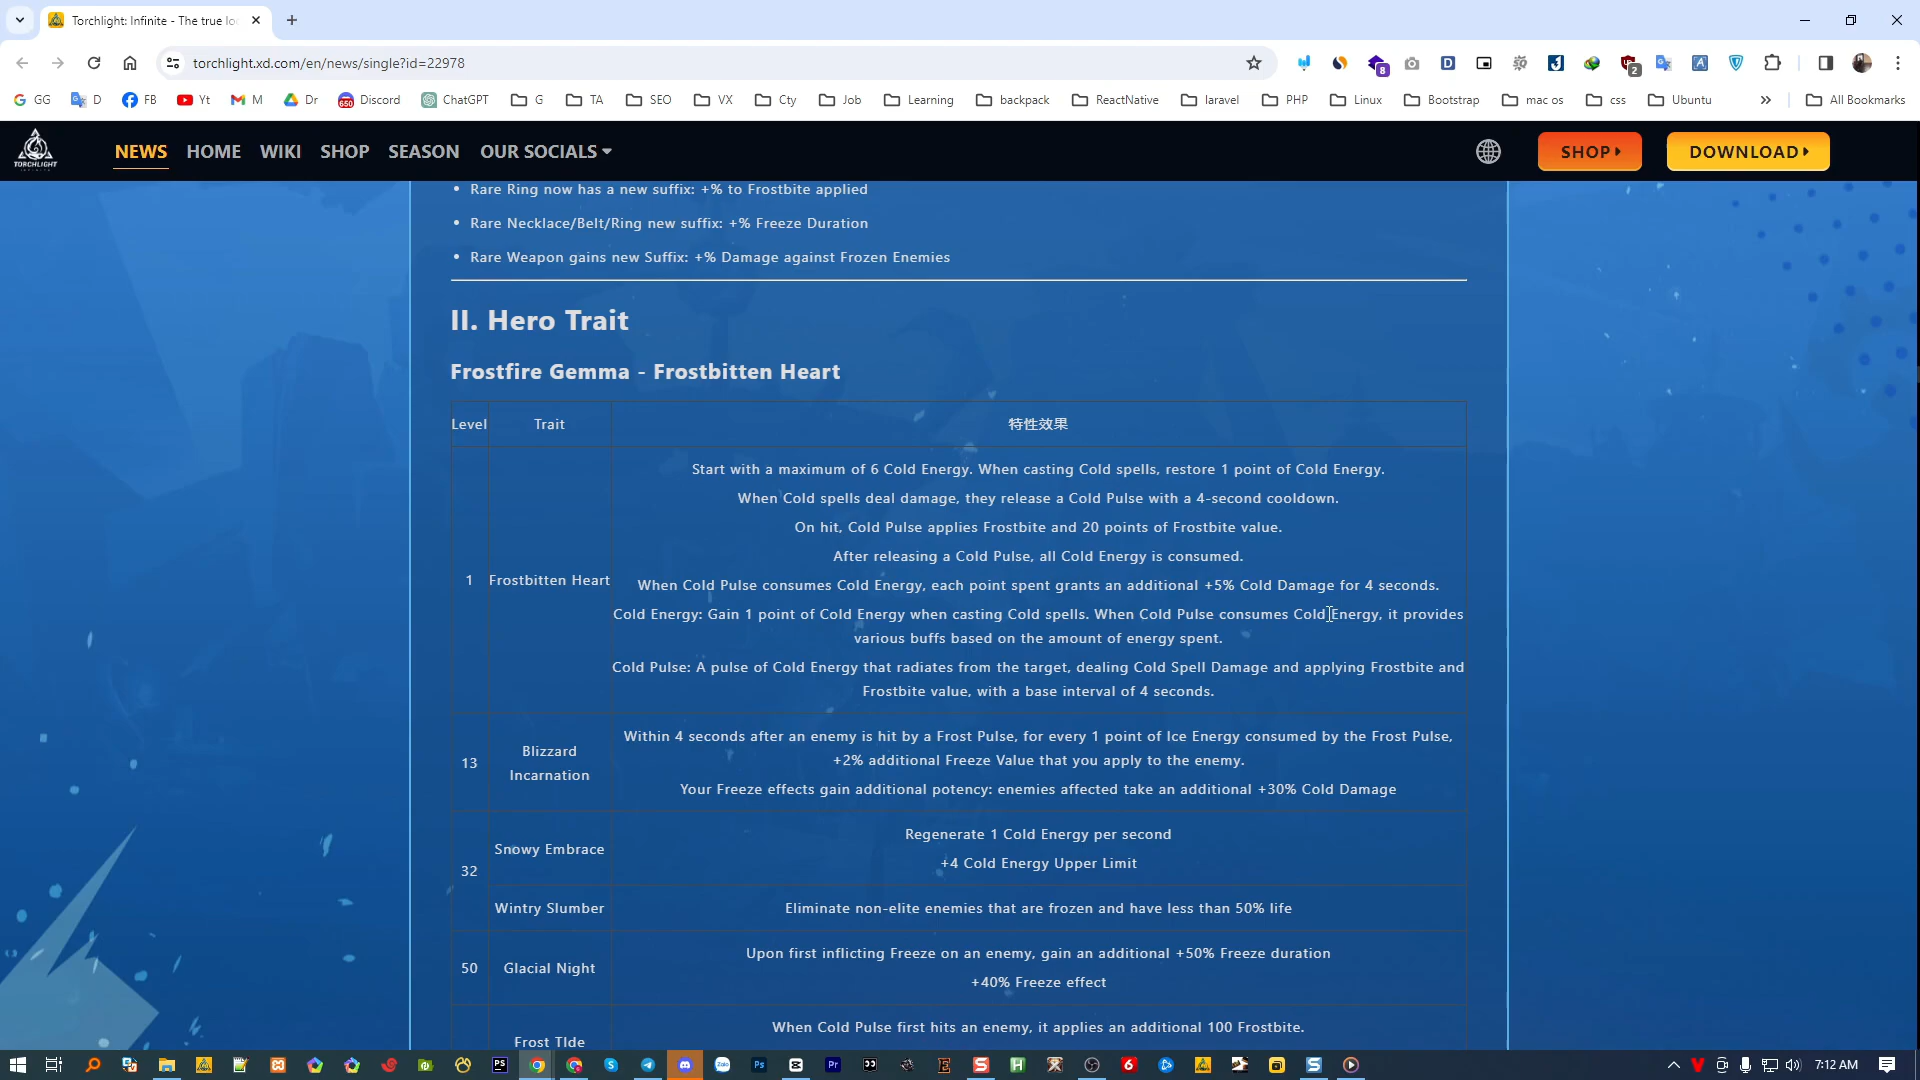 Torchlight: Infinite - The true lo
torchlight.xd.com/en/news/single?id=22978
8
2
GG
D
FB
Yt
M
Dr
Discord
ChatGPT
G
TA
SEO
VX
Cty
Job
Learning
backpack
ReactNative
laravel
PHP
Linux
Bootstrap
mac os
css
Ubuntu
All Bookmarks
TORCHLIGHT
NEWS
HOME
WIKI
SHOP
SEASON
OUR SOCIALS
SHOP
DOWNLOAD
• Rare Ring now has a new suffix: +% to Frostbite applied
• Rare Necklace/Belt/Ring new suffix: +% Freeze Duration
• Rare Weapon gains new Suffix: +% Damage against Frozen Enemies
II. Hero Trait
Frostfire Gemma - Frostbitten Heart
Level
Trait
特性效果
1
Frostbitten Heart
Start with a maximum of 6 Cold Energy. When casting Cold spells, restore 1 point of Cold Energy.
When Cold spells deal damage, they release a Cold Pulse with a 4-second cooldown.
On hit, Cold Pulse applies Frostbite and 20 points of Frostbite value.
After releasing a Cold Pulse, all Cold Energy is consumed.
When Cold Pulse consumes Cold Energy, each point spent grants an additional +5% Cold Damage for 4 seconds.
Cold Energy: Gain 1 point of Cold Energy when casting Cold spells. When Cold Pulse consumes Cold Energy, it provides
various buffs based on the amount of energy spent.
Cold Pulse: A pulse of Cold Energy that radiates from the target, dealing Cold Spell Damage and applying Frostbite and
Frostbite value, with a base interval of 4 seconds.
13
Blizzard
Incarnation
Within 4 seconds after an enemy is hit by a Frost Pulse, for every 1 point of Ice Energy consumed by the Frost Pulse,
+2% additional Freeze Value that you apply to the enemy.
Your Freeze effects gain additional potency: enemies affected take an additional +30% Cold Damage
32
Snowy Embrace
Regenerate 1 Cold Energy per second
+4 Cold Energy Upper Limit
Wintry Slumber
Eliminate non-elite enemies that are frozen and have less than 50% life
50
Glacial Night
Upon first inflicting Freeze on an enemy, gain an additional +50% Freeze duration
+40% Freeze effect
Frost TIde
When Cold Pulse first hits an enemy, it applies an additional 100 Frostbite.
7:12 AM